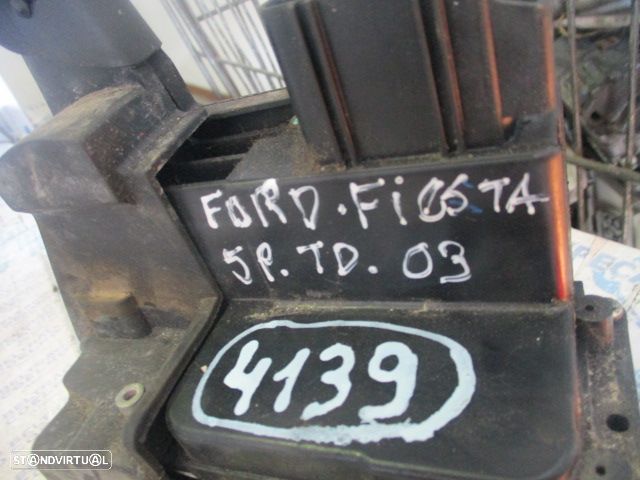 FORD. FiESTA
5P. TD. 03
4139
STANDVIRTUAL